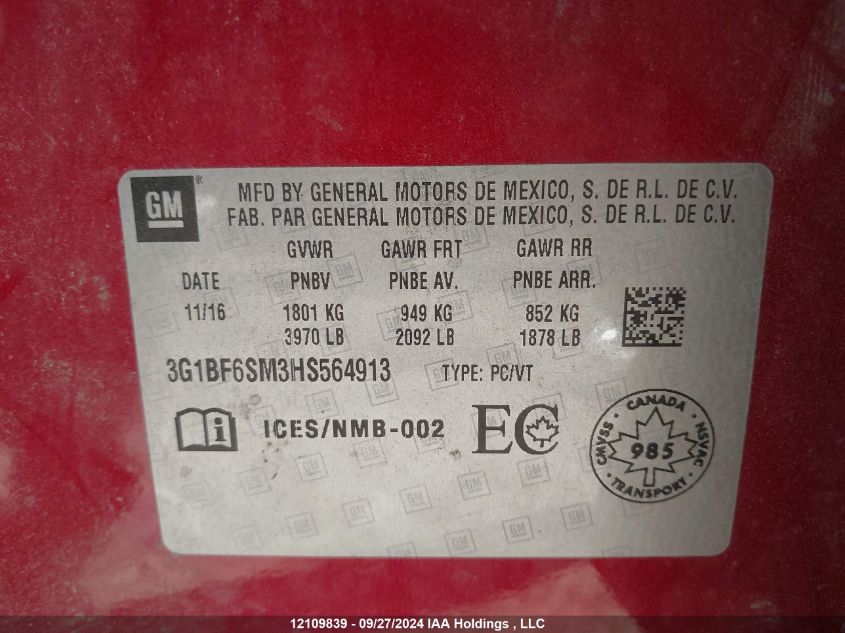 GM® MFD BY GENERAL MOTORS DE MEXICO, S. DE R.L. DE C.V.
FAB. PAR GENERAL MOTORS DE MEXICO, S. DE R.L. DE C.V.
GVWR GAWR FRT GAWR RR
DATE PNBV PNBE AV. PNBE ARR.
11/16 1801 KG 949 KG 852 KG
3970 LB 2092 LB 1878 LB
3G1BF6SM3HS564913 TYPE: PC/VT
i ICES/NMB-002 EC
CANADA
CMVSS 985 NSVAC
TRANSPORT
12109839 - 09/27/2024 IAA Holdings , LLC